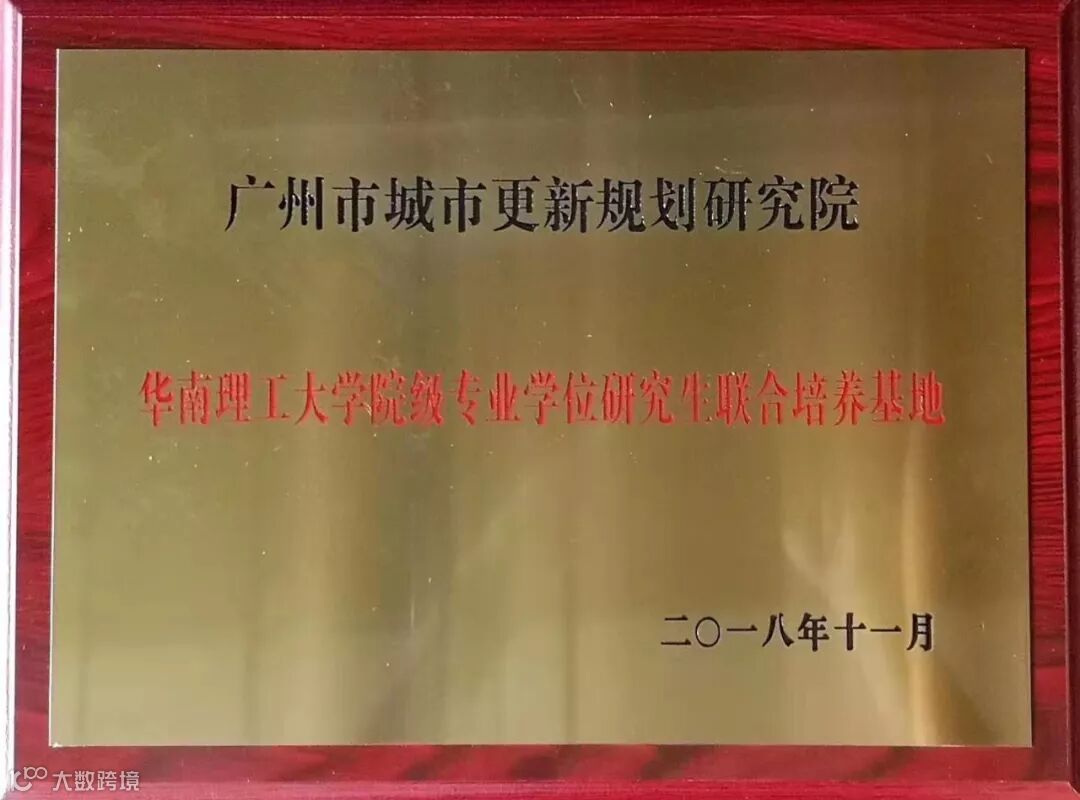 广州市城市更新规划研究院
华南理工大学院级专业学位研究生联合培养基地
二〇一八年十一月
大数跨境